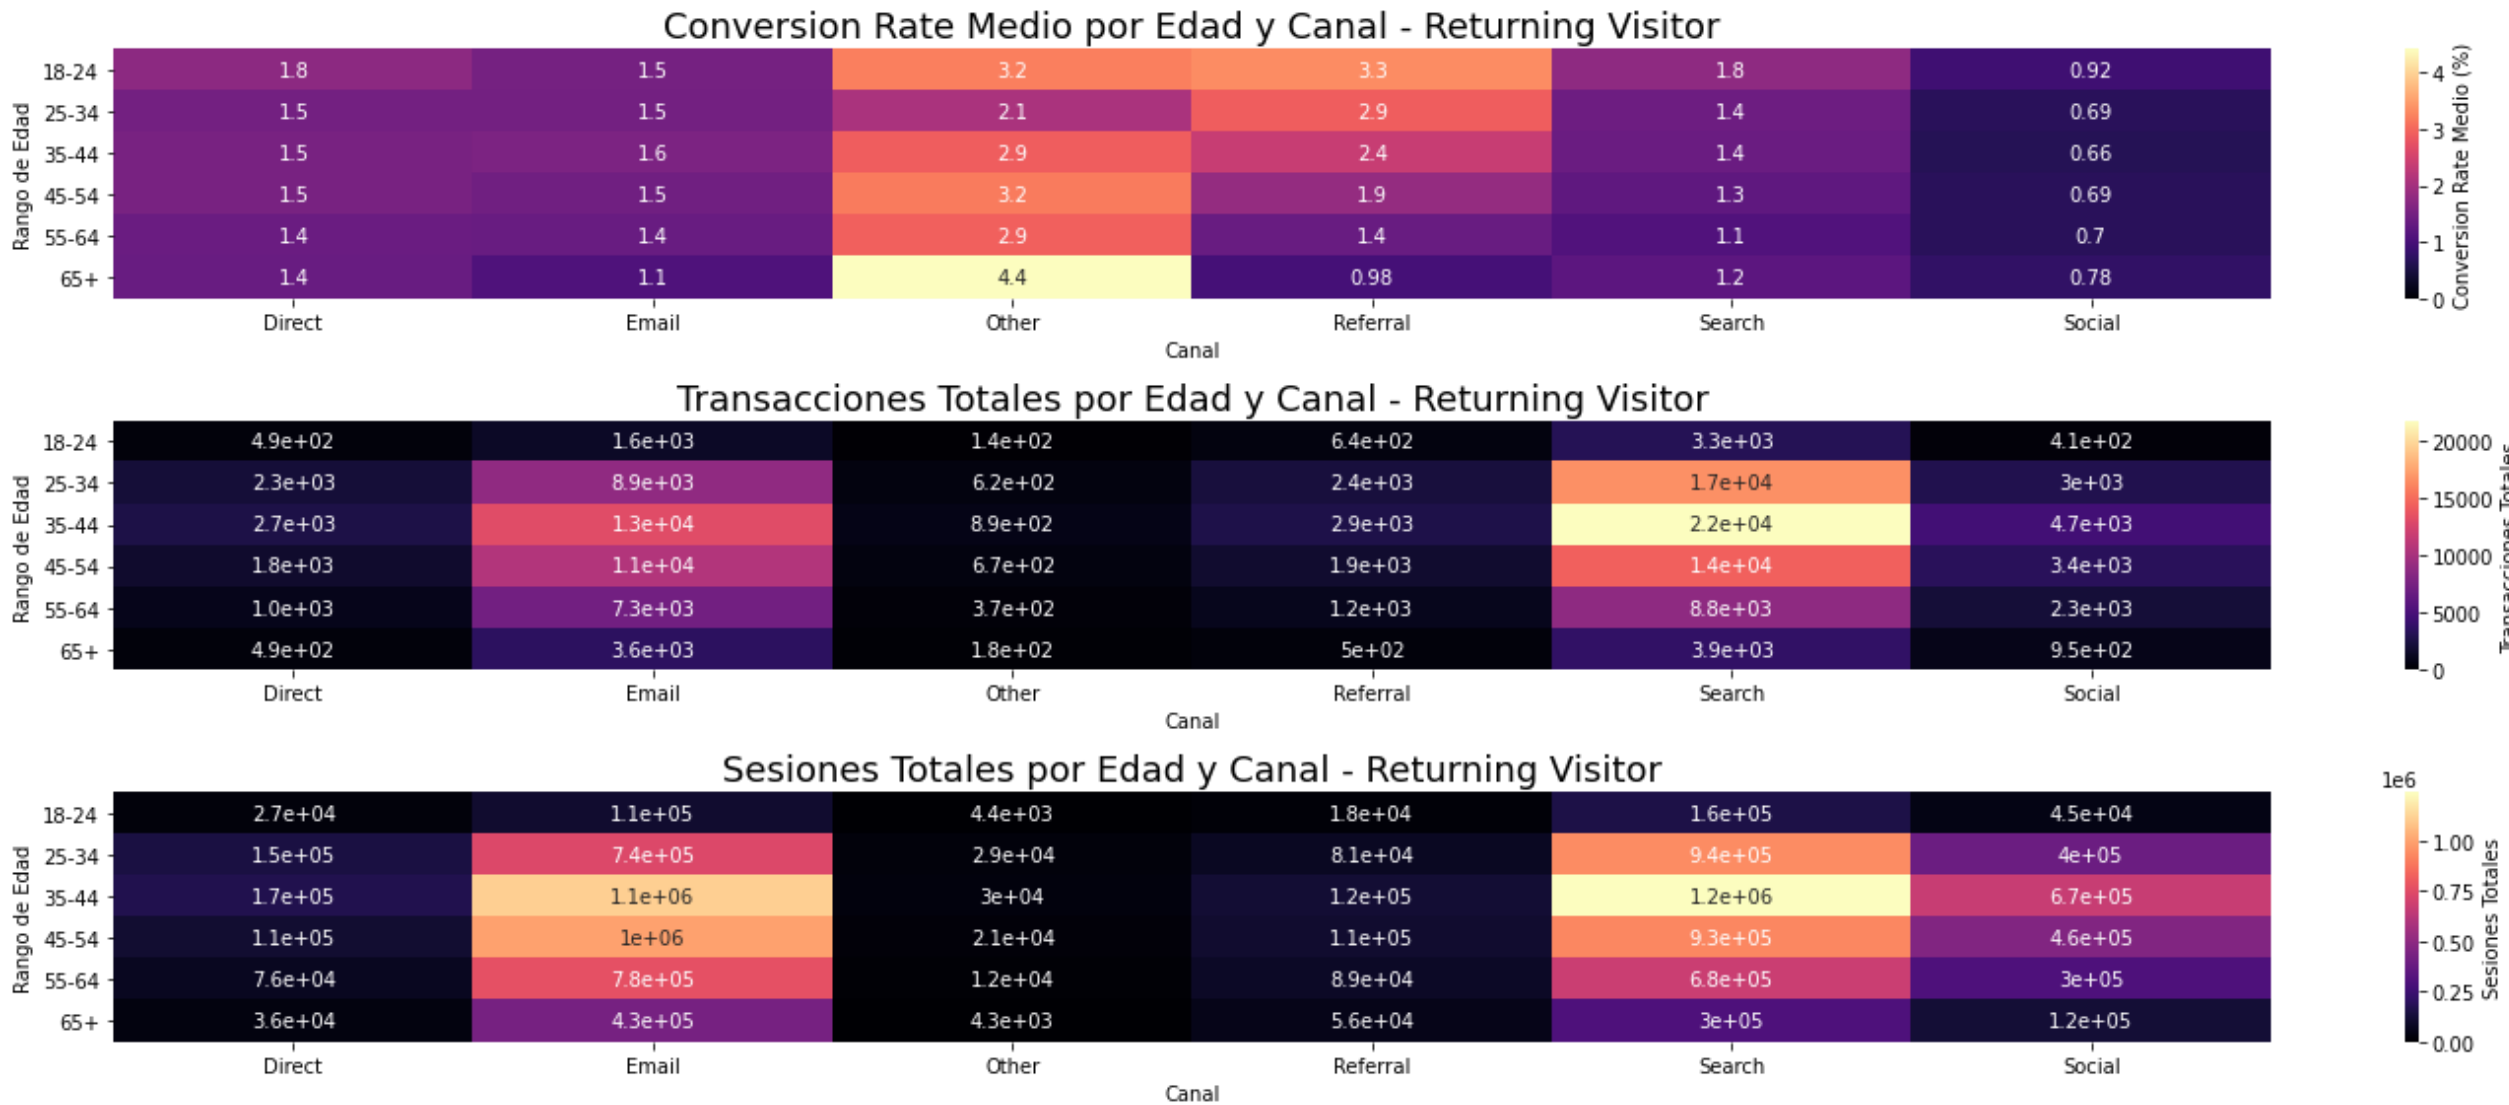 Conversion Rate Medio por Edad y Canal - Returning Visitor
Rango de Edad
18-24 1.8 1.5 3.2 3.3 1.8 0.92
25-34 1.5 1.5 2.1 2.9 1.4 0.69
35-44 1.5 1.6 2.9 2.4 1.4 0.66
45-54 1.5 1.5 3.2 1.9 1.3 0.69
55-64 1.4 1.4 2.9 1.4 1.1 0.7
65+ 1.4 1.1 4.4 0.98 1.2 0.78
Direct Email Other Referral Search Social
Canal
4
3
2
1
0
Conversion Rate Medio (%)
Transacciones Totales por Edad y Canal - Returning Visitor
Rango de Edad
18-24 4.9e+02 1.6e+03 1.4e+02 6.4e+02 3.3e+03 4.1e+02
25-34 2.3e+03 8.9e+03 6.2e+02 2.4e+03 1.7e+04 3e+03
35-44 2.7e+03 1.3e+04 8.9e+02 2.9e+03 2.2e+04 4.7e+03
45-54 1.8e+03 1.1e+04 6.7e+02 1.9e+03 1.4e+04 3.4e+03
55-64 1.0e+03 7.3e+03 3.7e+02 1.2e+03 8.8e+03 2.3e+03
65+ 4.9e+02 3.6e+03 1.8e+02 5e+02 3.9e+03 9.5e+02
Direct Email Other Referral Search Social
Canal
20000
15000
10000
5000
0
Transacciones Totales
Sesiones Totales por Edad y Canal - Returning Visitor
Rango de Edad
18-24 2.7e+04 1.1e+05 4.4e+03 1.8e+04 1.6e+05 4.5e+04
25-34 1.5e+05 7.4e+05 2.9e+04 8.1e+04 9.4e+05 4e+05
35-44 1.7e+05 1.1e+06 3e+04 1.2e+05 1.2e+06 6.7e+05
45-54 1.1e+05 1e+06 2.1e+04 1.1e+05 9.3e+05 4.6e+05
55-64 7.6e+04 7.8e+05 1.2e+04 8.9e+04 6.8e+05 3e+05
65+ 3.6e+04 4.3e+05 4.3e+03 5.6e+04 3e+05 1.2e+05
Direct Email Other Referral Search Social
Canal
1e6
1.00
0.75
0.50
0.25
0.00
Sesiones Totales